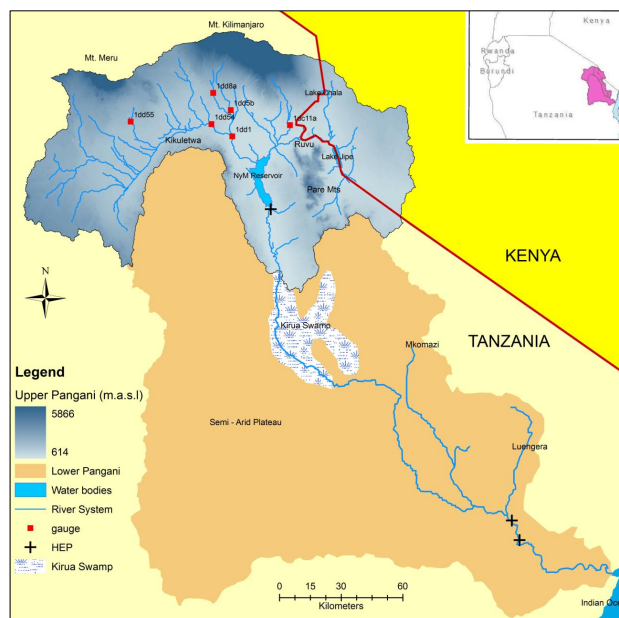 Mt. Kilimanjaro
Mt. Meru
Kenya
Rwanda
Burundi
Tanzania
1dd8a
Lake Chala
1dd5b
1dd55
1dd54
1dc11a
1dd1
Kikuletwa
Ruvu
Lake Jipe
NyM Reservoir
Pare Mts
KENYA
N
Kirua Swamp
TANZANIA
Mkomazi
Legend
Upper Pangani (m.a.s.l)
5866
614
Semi - Arid Plateau
Luengera
Lower Pangani
Water bodies
River System
gauge
HEP
Kirua Swamp
0 15 30 60
Kilometers
Indian Oce